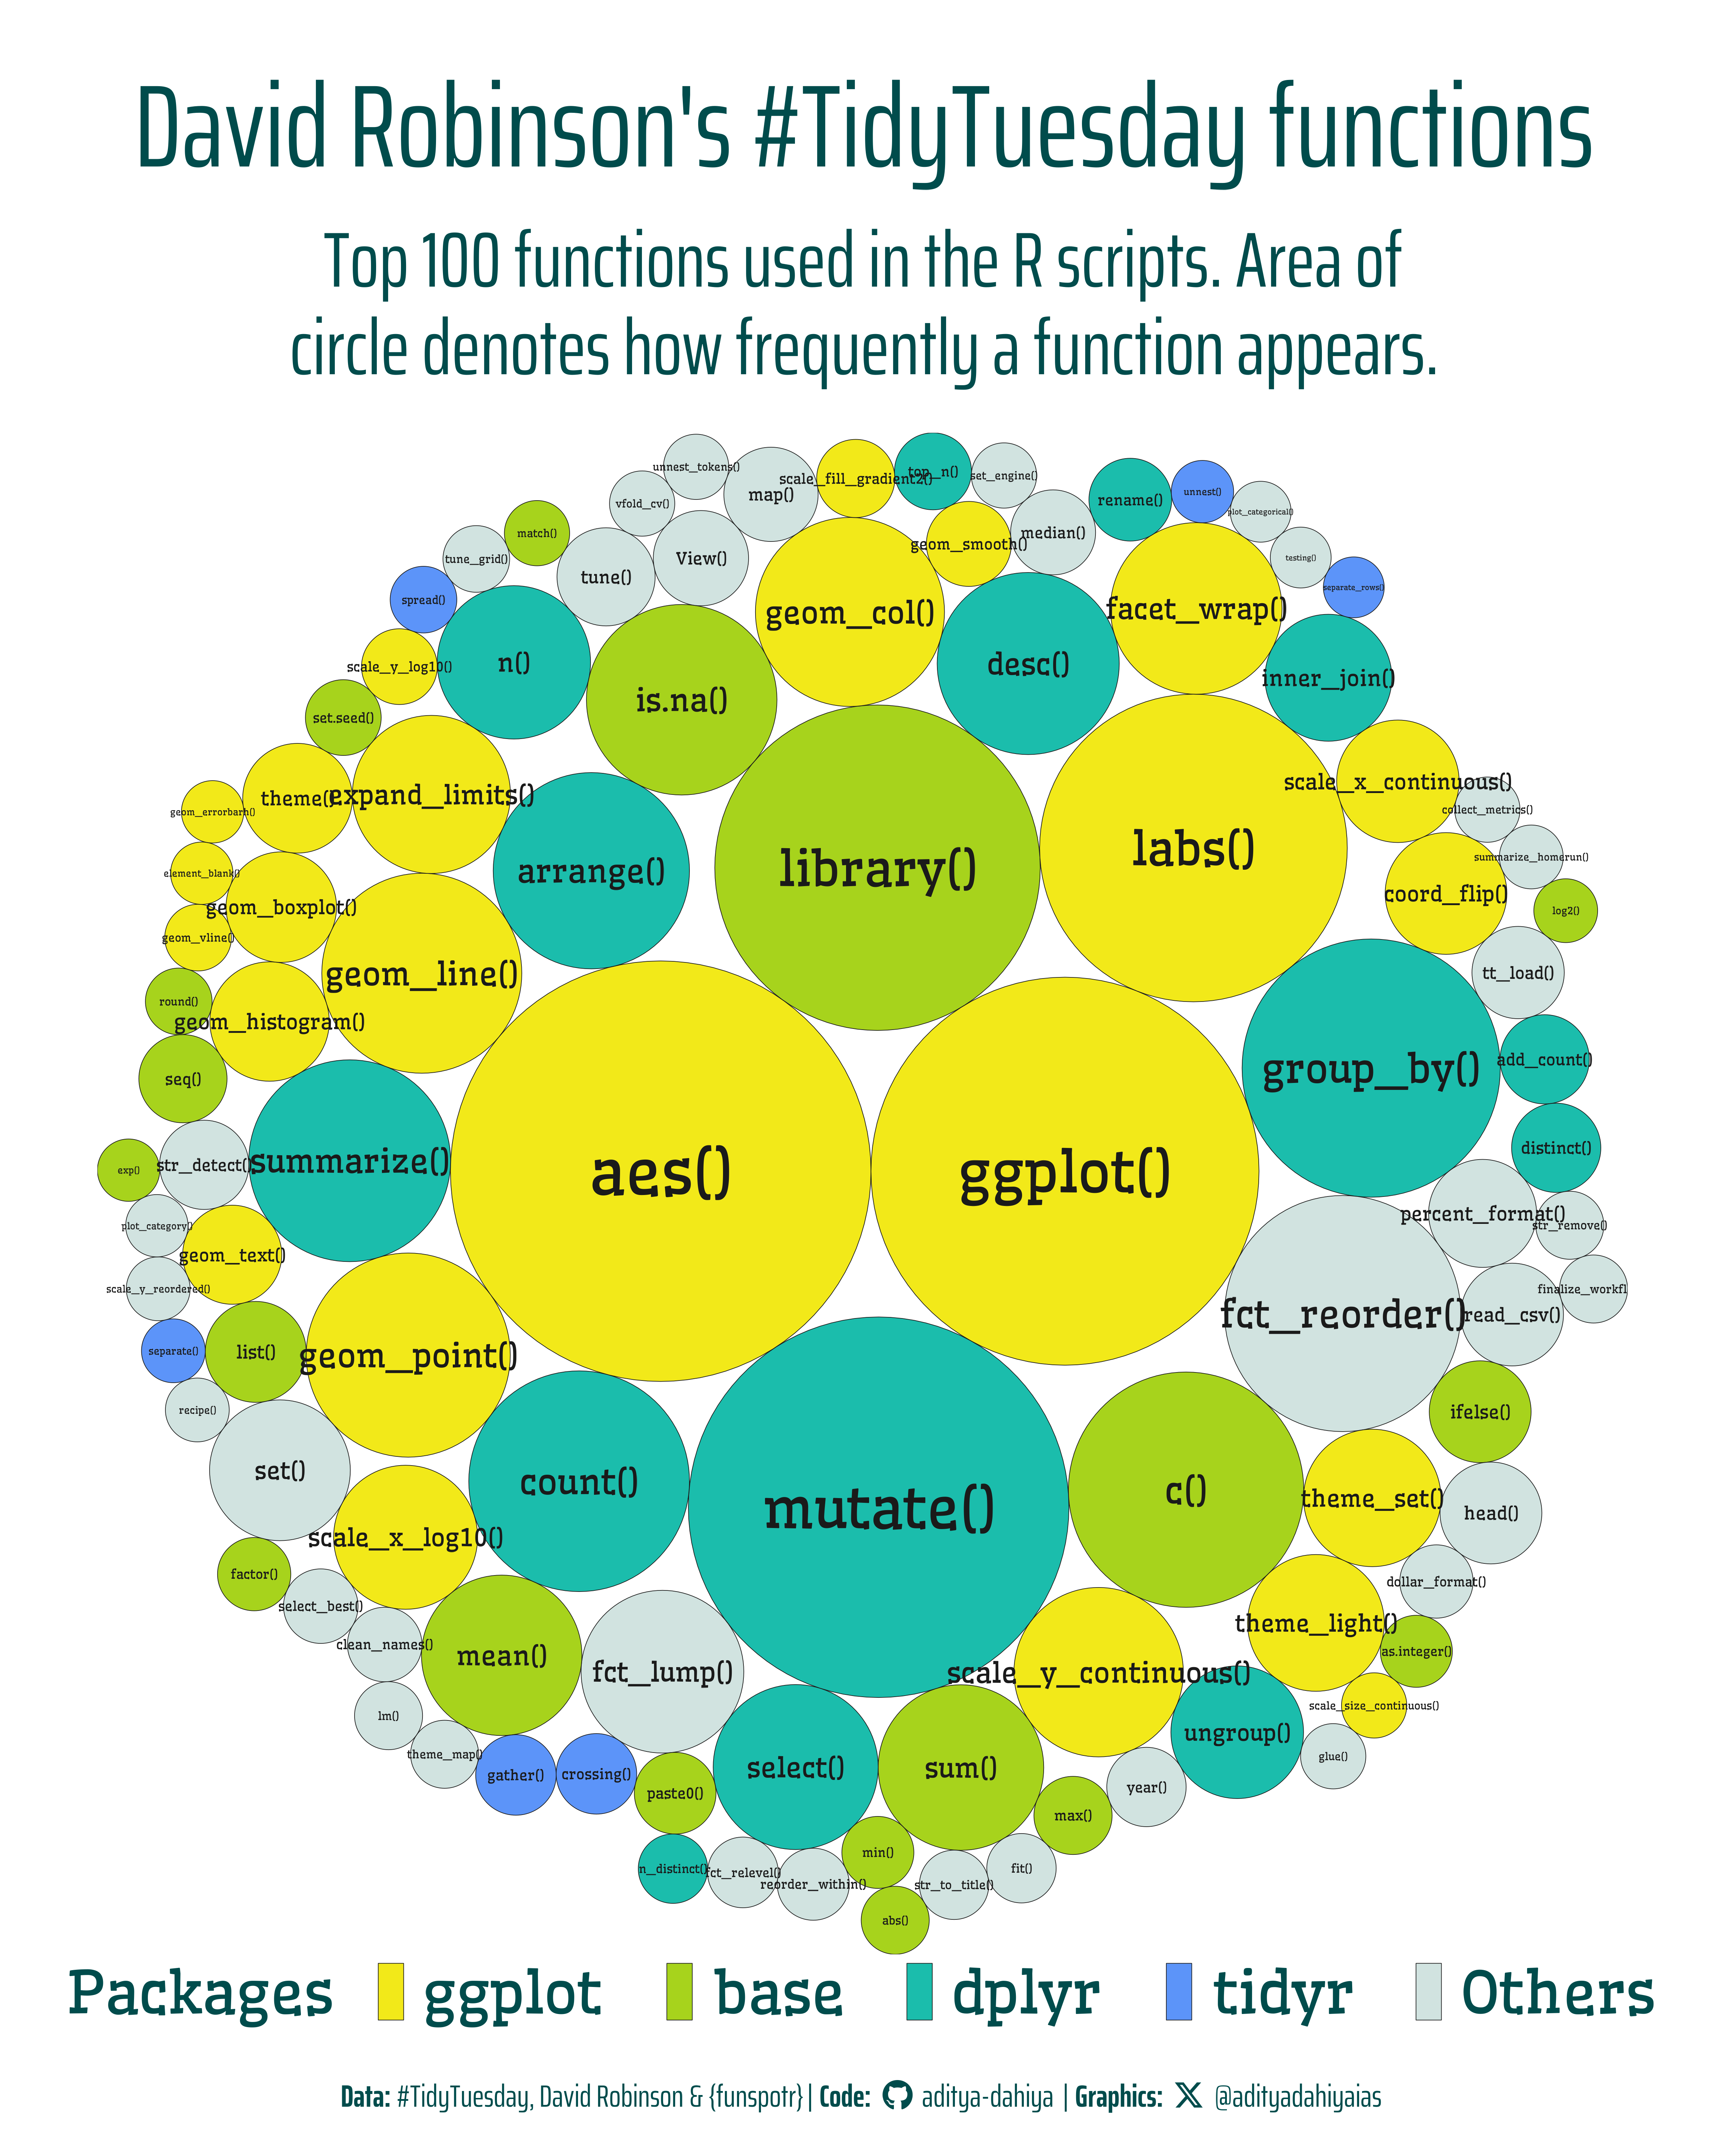 David Robinson's #TidyTuesday functions
Top 100 functions used in the R scripts. Area of
circle denotes how frequently a function appears.
unnest_tokens()
map()
scale_fill_gradient2()
top_n()
set_engine()
vfold_cv()
rename()
unnest()
plot_categorical()
match()
tune_grid()
tune()
View()
geom_smooth()
median()
testing()
separate_rows()
spread()
geom_col()
facet_wrap()
scale_y_log10()
n()
is.na()
desc()
inner_join()
set.seed()
theme()
expand_limits()
scale_x_continuous()
geom_errorbarh()
collect_metrics()
element_blank()
arrange()
library()
labs()
summarize_homerun()
geom_boxplot()
coord_flip()
log2()
geom_vline()
geom_line()
tt_load()
round()
geom_histogram()
seq()
group_by()
add_count()
exp()
str_detect()
summarize()
aes()
ggplot()
distinct()
plot_category()
geom_text()
percent_format()
str_remove()
scale_y_reordered()
finalize_workfl
separate()
list()
geom_point()
fct_reorder()
read_csv()
recipe()
ifelse()
set()
count()
mutate()
c()
theme_set()
head()
scale_x_log10()
factor()
select_best()
dollar_format()
clean_names()
mean()
fct_lump()
scale_y_continuous()
theme_light()
as.integer()
lm()
scale_size_continuous()
theme_map()
gather()
crossing()
paste0()
select()
sum()
ungroup()
glue()
year()
max()
n_distinct()
fct_relevel()
reorder_within()
min()
str_to_title()
fit()
abs()
Packages ggplot base dplyr tidyr Others
Data: #TidyTuesday, David Robinson & {funspotr} | Code: aditya-dahiya | Graphics: @adityadahiyaias